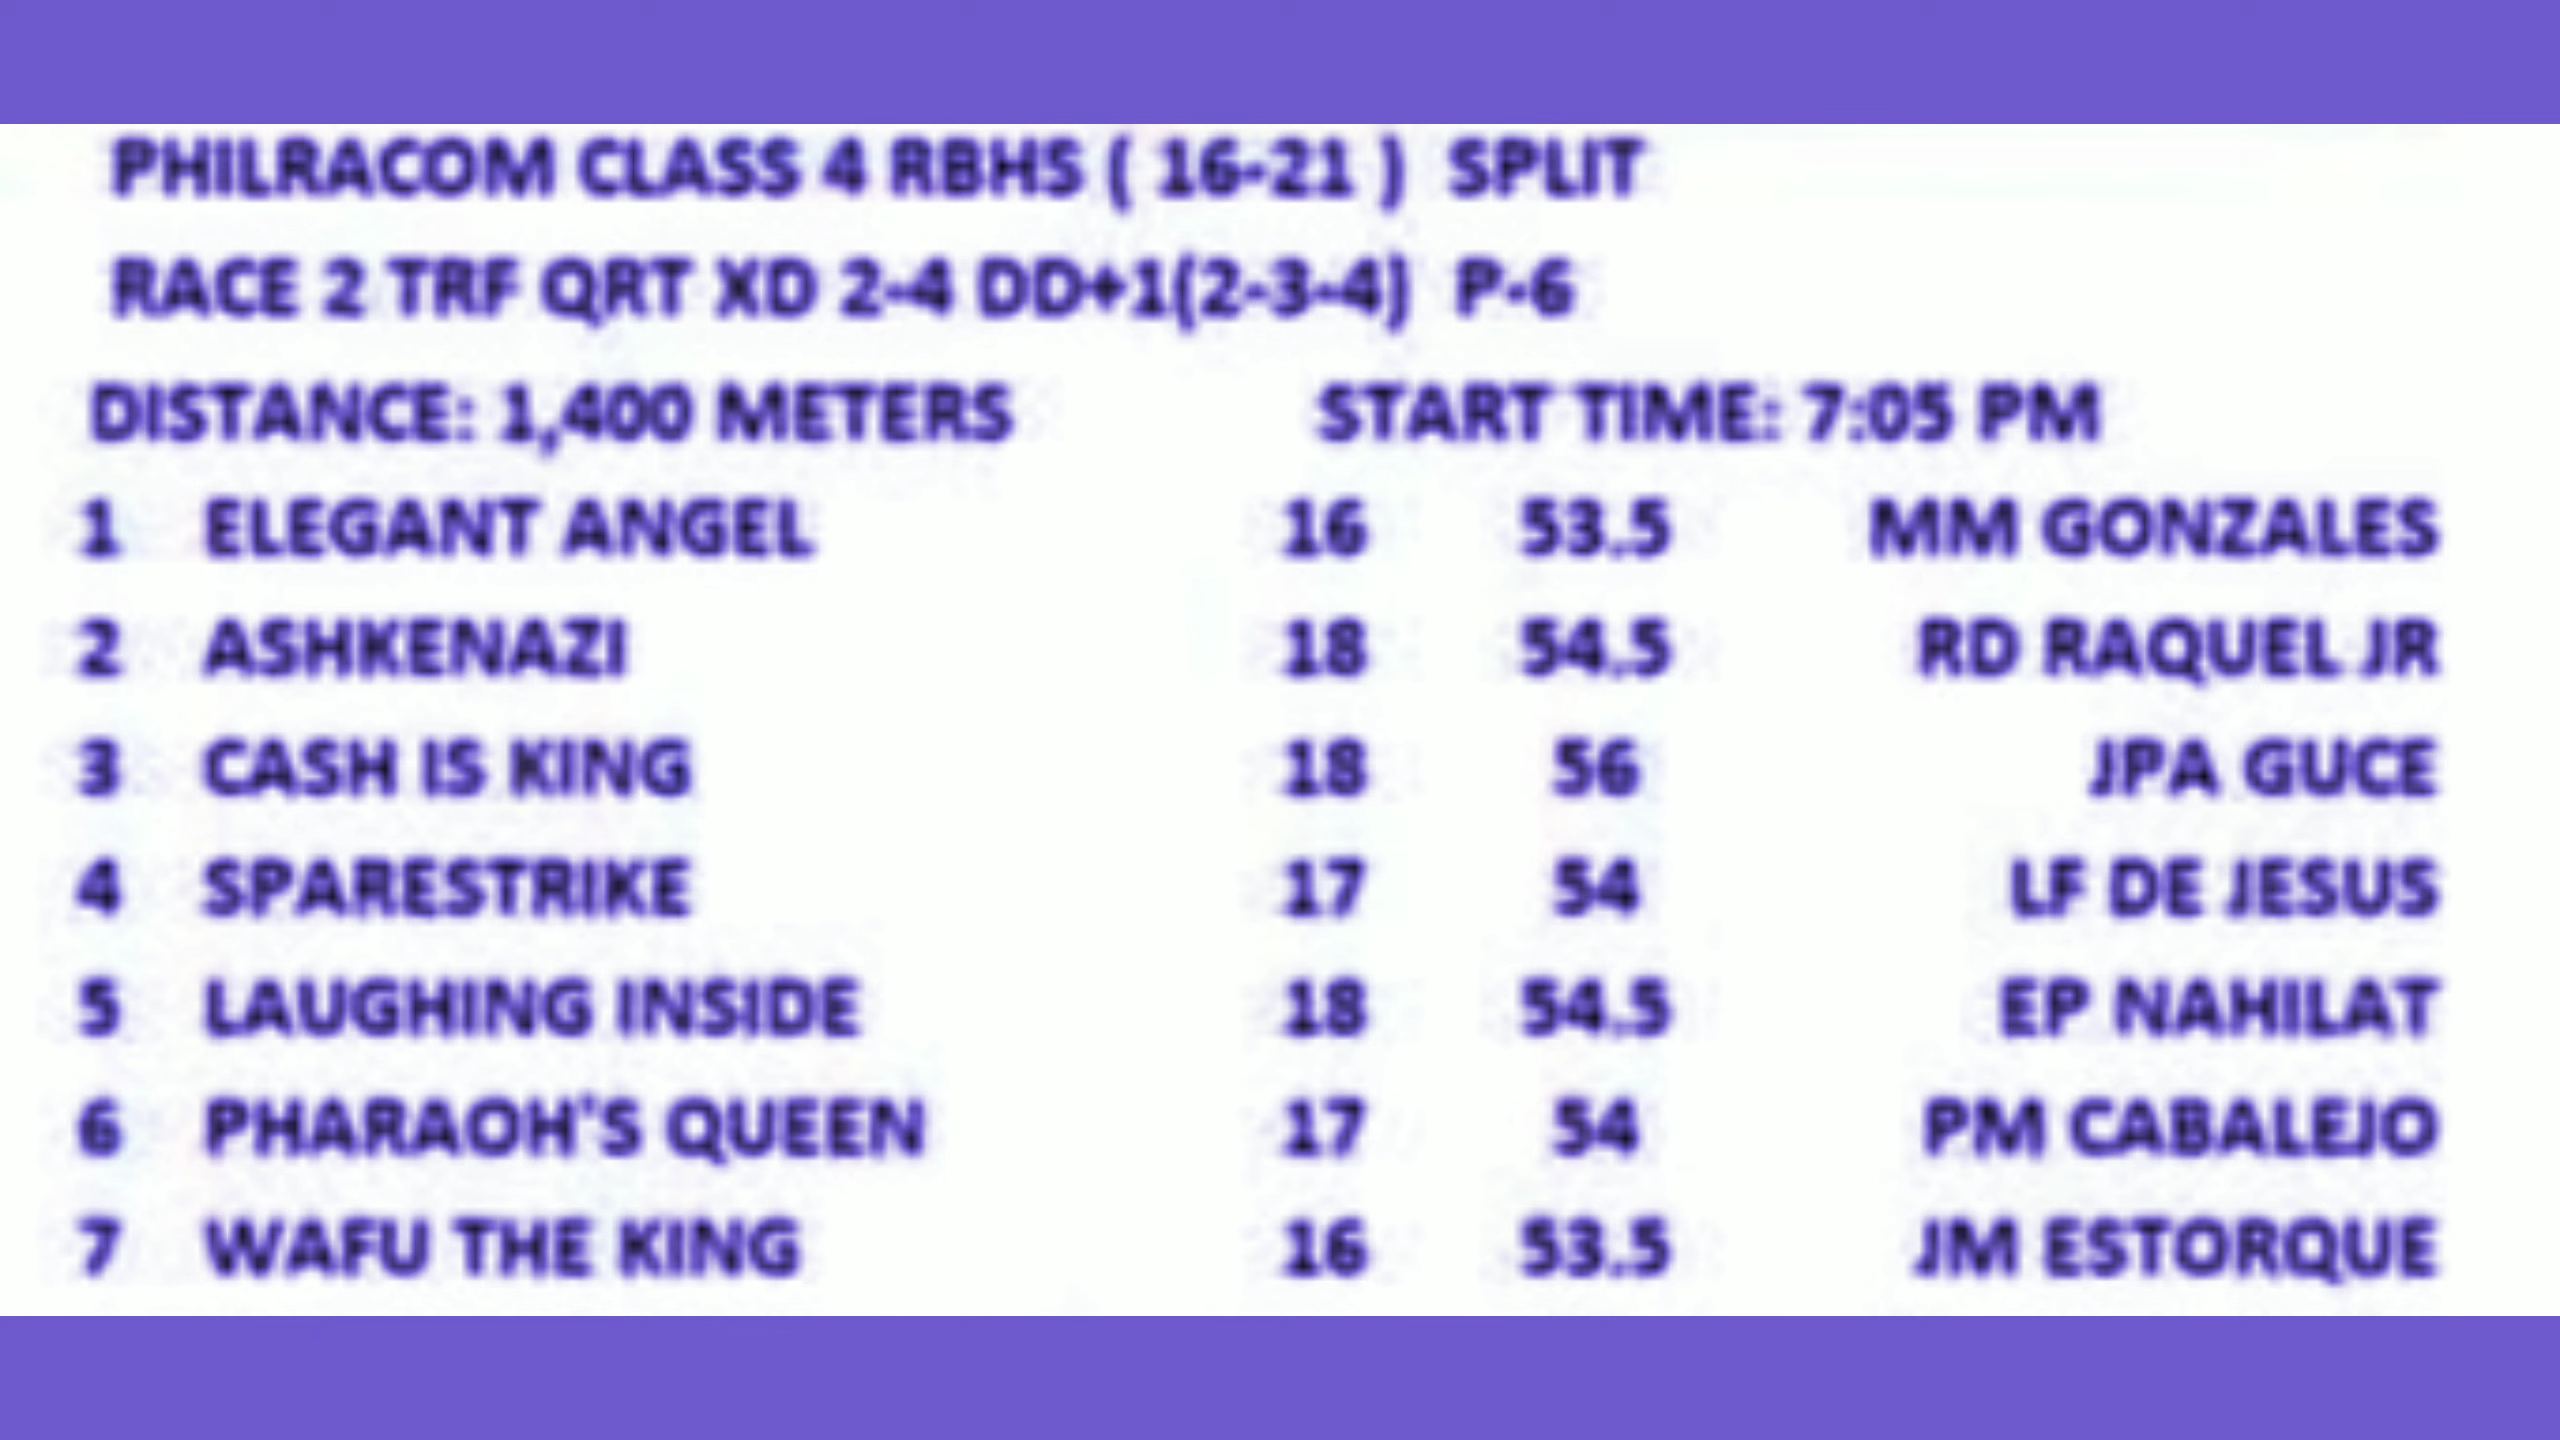 PHILRACOM CLASS 4 RBHS ( 16-21 ) SPLIT
RACE 2 TRF QRT XD 2-4 DD+1(2-3-4) P-6
DISTANCE: 1,400 METERS START TIME: 7:05 PM
1 ELEGANT ANGEL 16 53.5 MM GONZALES
2 ASHKENAZI 18 54.5 RD RAQUEL JR
3 CASH IS KING 18 56 JPA GUCE
4 SPARESTRIKE 17 54 LF DE JESUS
5 LAUGHING INSIDE 18 54.5 EP NAHILAT
6 PHARAOH'S QUEEN 17 54 PM CABALEJO
7 WAFU THE KING 16 53.5 JM ESTORQUE